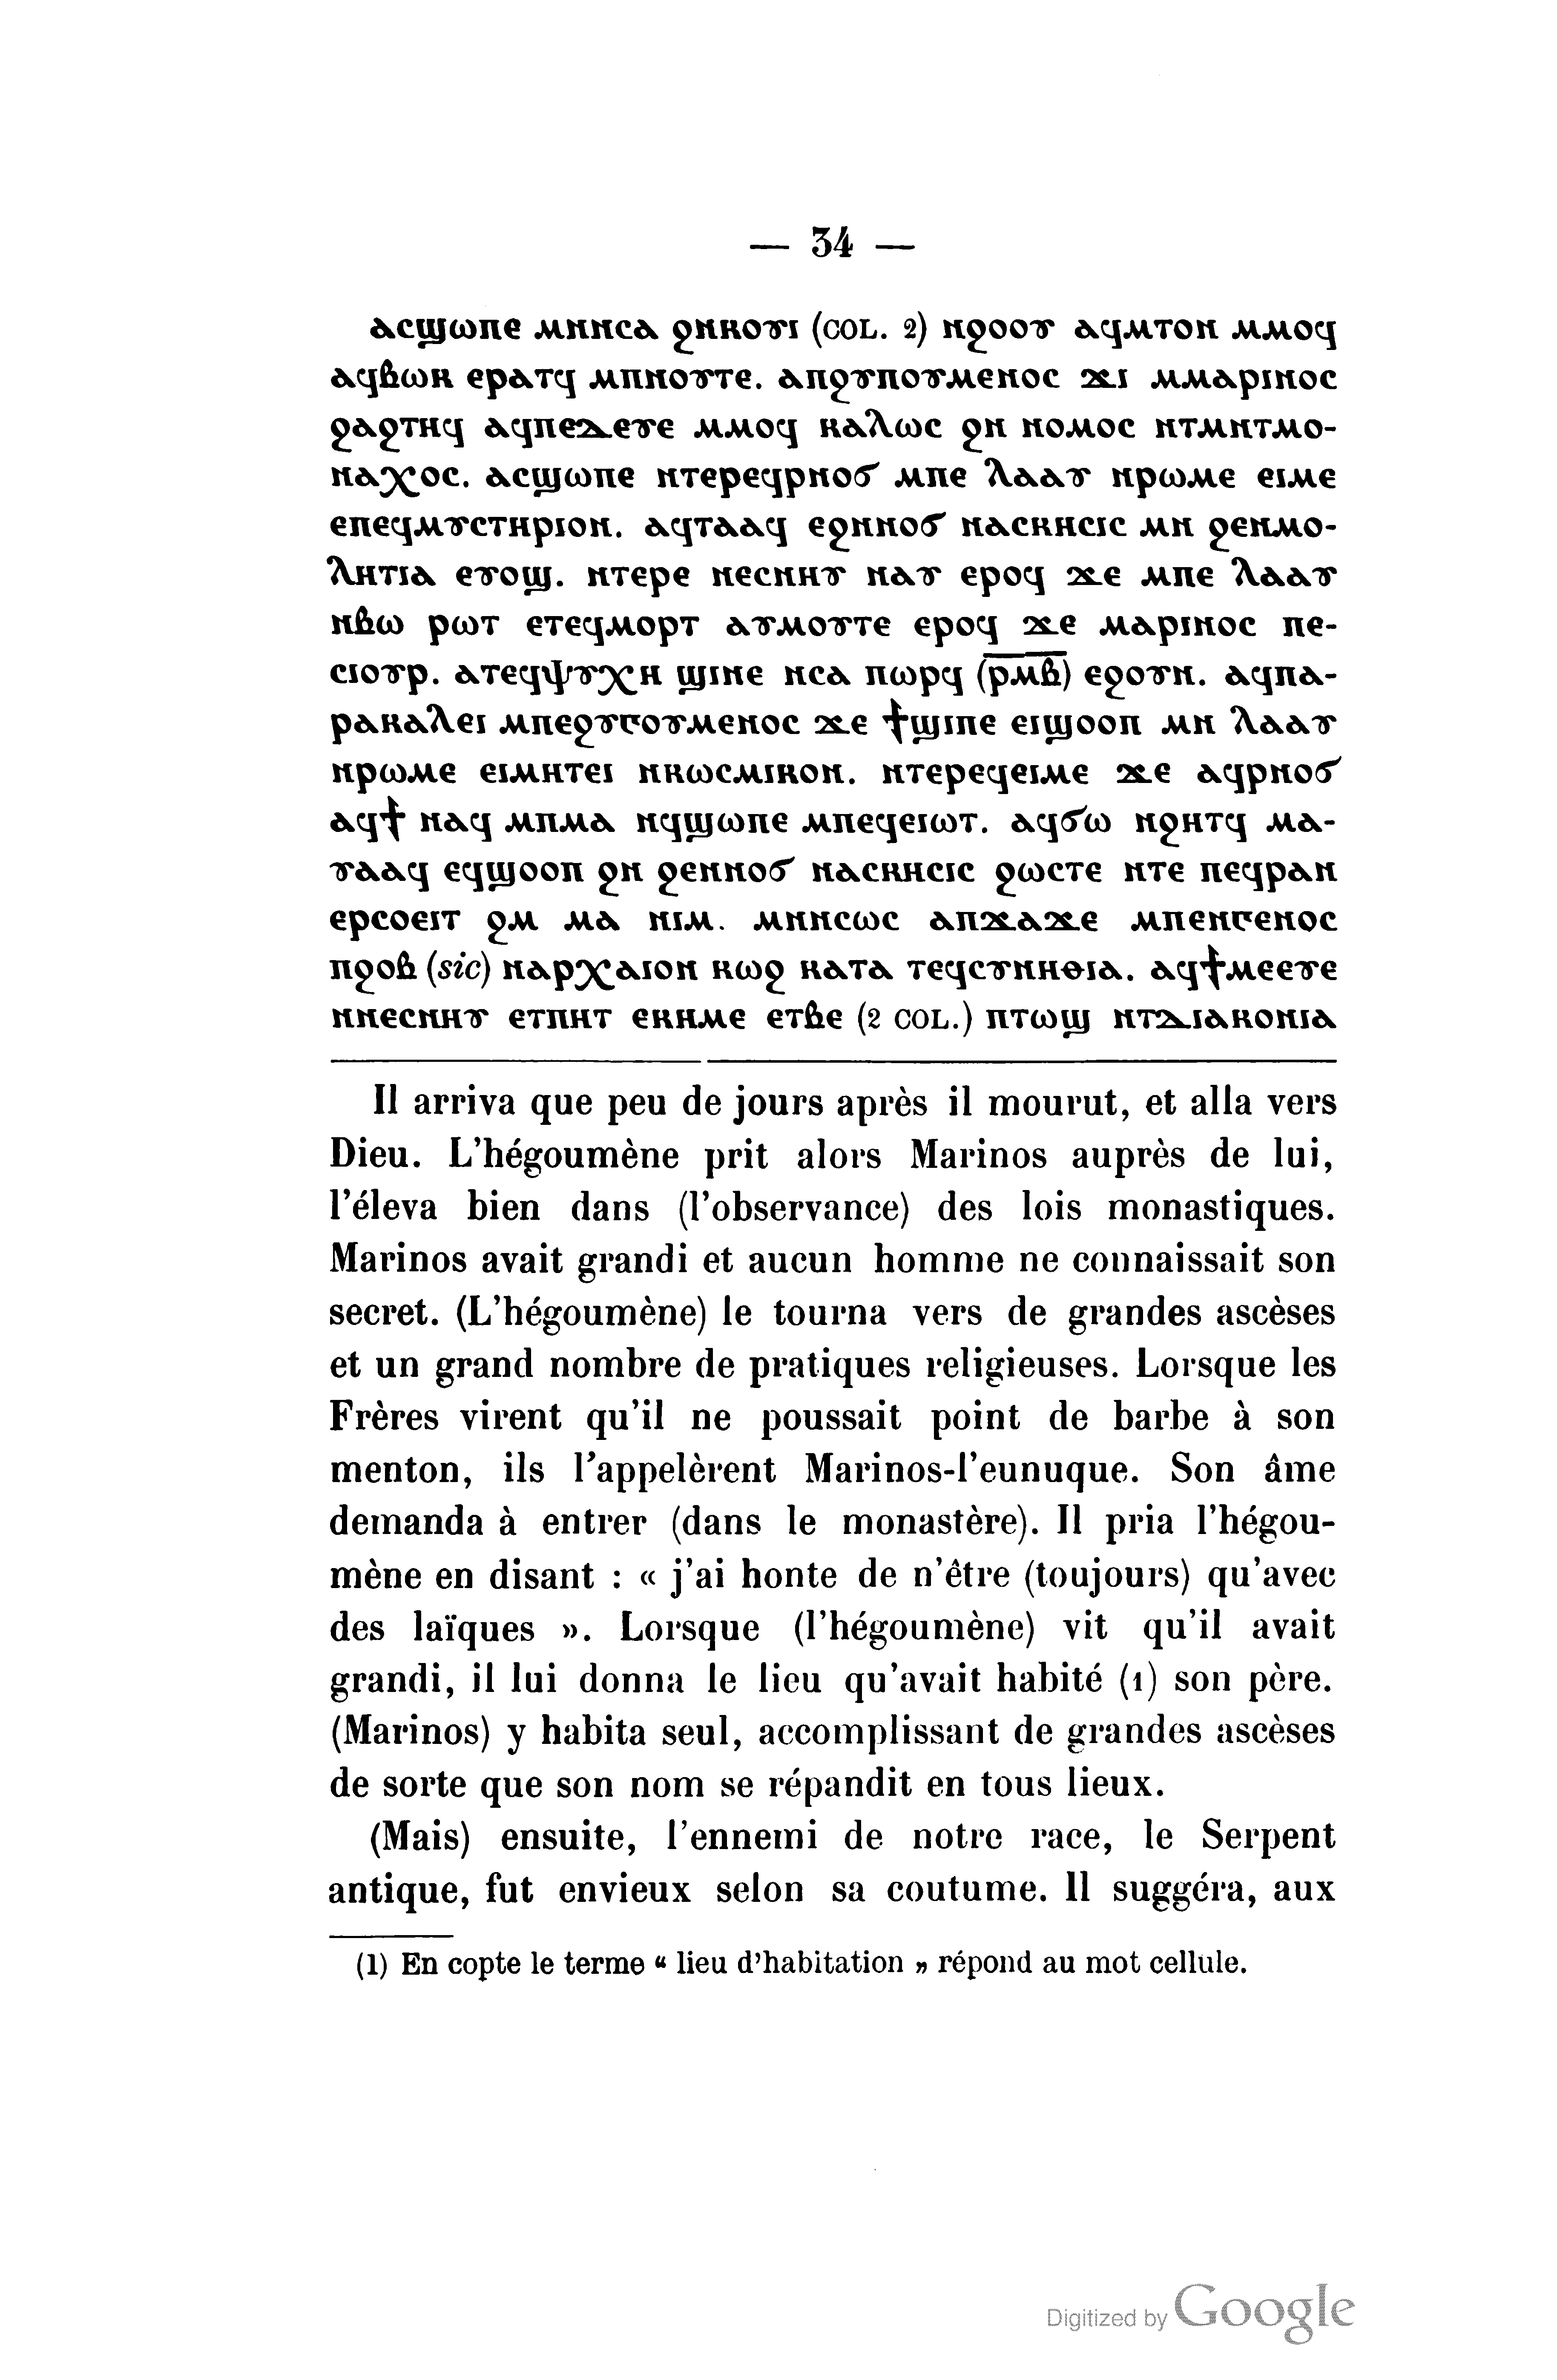 — 34 —
ⲁⲥϣⲱⲡⲉ ⲙⲛⲛⲥⲁ ϩⲛⲕⲟⲩⲓ (COL. 2) ⲛϩⲟⲟⲩ ⲁϥⲙⲧⲟⲛ ⲙⲙⲟϥ
ⲁϥⲃⲱⲕ ⲉⲣⲁⲧϥ ⲙⲡⲛⲟⲩⲧⲉ. ⲁⲡϩⲩⲡⲟⲩⲙⲉⲛⲟⲥ ϫⲓ ⲙⲙⲁⲣⲓⲛⲟⲥ
ϩⲁϩⲧⲏϥ ⲁϥⲡⲉⲇⲉⲩⲉ ⲙⲙⲟϥ ⲕⲁⲗⲱⲥ ϩⲛ ⲛⲟⲙⲟⲥ ⲛⲧⲙⲛⲧⲙⲟ-
ⲛⲁⲭⲟⲥ. ⲁⲥϣⲱⲡⲉ ⲛⲧⲉⲣⲉϥⲣⲛⲟϭ ⲙⲡⲉ ⲗⲁⲁⲩ ⲛⲣⲱⲙⲉ ⲉⲓⲙⲉ
ⲉⲡⲉϥⲙⲩⲥⲧⲏⲣⲓⲟⲛ. ⲁϥⲧⲁⲁϥ ⲉϩⲛⲛⲟϭ ⲛⲁⲥⲕⲏⲥⲓⲥ ⲙⲛ ϩⲉⲛⲙⲟ-
ⲗⲏⲧⲓⲁ ⲉⲩⲟϣ. ⲛⲧⲉⲣⲉ ⲛⲉⲥⲛⲏⲩ ⲛⲁⲩ ⲉⲣⲟϥ ϫⲉ ⲙⲡⲉ ⲗⲁⲁⲩ
ⲛⲃⲱ ⲣⲱⲧ ⲉⲧⲉϥⲙⲟⲣⲧ ⲁⲩⲙⲟⲩⲧⲉ ⲉⲣⲟϥ ϫⲉ ⲙⲁⲣⲓⲛⲟⲥ ⲡⲉ-
ⲥⲓⲟⲩⲣ. ⲁⲧⲉϥⲯⲩⲭⲏ ϣⲓⲛⲉ ⲛⲥⲁ ⲡⲱⲣϥ (ⲣ̅ⲙ̅ⲃ̅) ⲉϩⲟⲩⲛ. ⲁϥⲡⲁ-
ⲣⲁⲕⲁⲗⲉⲓ ⲙⲡⲉϩⲩⲅⲟⲩⲙⲉⲛⲟⲥ ϫⲉ ϯϣⲓⲡⲉ ⲉⲓϣⲟⲟⲡ ⲙⲛ ⲗⲁⲁⲩ
ⲛⲣⲱⲙⲉ ⲉⲓⲙⲏⲧⲉⲓ ⲛⲕⲱⲥⲙⲓⲕⲟⲛ. ⲛⲧⲉⲣⲉϥⲉⲓⲙⲉ ϫⲉ ⲁϥⲣⲛⲟϭ
ⲁϥϯ ⲛⲁϥ ⲙⲡⲙⲁ ⲛϥϣⲱⲡⲉ ⲙⲡⲉϥⲉⲓⲱⲧ. ⲁϥϭⲱ ⲛϩⲏⲧϥ ⲙⲁ-
ⲩⲁⲁϥ ⲉϥϣⲟⲟⲡ ϩⲛ ϩⲉⲛⲛⲟϭ ⲛⲁⲥⲕⲏⲥⲓⲥ ϩⲱⲥⲧⲉ ⲛⲧⲉ ⲡⲉϥⲣⲁⲛ
ⲉⲣⲥⲟⲉⲓⲧ ϩⲙ ⲙⲁ ⲛⲓⲙ. ⲙⲛⲛⲥⲱⲥ ⲁⲡϫⲁϫⲉ ⲙⲡⲉⲛⲅⲉⲛⲟⲥ
ⲡϩⲟⲃ (sic) ⲛⲁⲣⲭⲁⲓⲟⲛ ⲕⲱϩ ⲕⲁⲧⲁ ⲧⲉϥⲥⲩⲛⲏⲑⲓⲁ. ⲁϥϯⲙⲉⲉⲩⲉ
ⲛⲛⲉⲥⲛⲏⲩ ⲉⲧⲡⲏⲧ ⲉⲕⲏⲙⲉ ⲉⲧⲃⲉ (2 COL.) ⲡⲧⲱϣ ⲛⲧⲇⲓⲁⲕⲟⲛⲓⲁ
Il arriva que peu de jours après il mourut, et alla vers
Dieu. L'hégoumène prit alors Marinos auprès de lui,
l'éleva bien dans (l'observance) des lois monastiques.
Marinos avait grandi et aucun homme ne connaissait son
secret. (L'hégoumène) le tourna vers de grandes ascèses
et un grand nombre de pratiques religieuses. Lorsque les
Frères virent qu'il ne poussait point de barbe à son
menton, ils l'appelèrent Marinos-l'eunuque. Son âme
demanda à entrer (dans le monastère). Il pria l'hégou-
mène en disant : « j'ai honte de n'être (toujours) qu'avec
des laïques ». Lorsque (l'hégoumène) vit qu'il avait
grandi, il lui donna le lieu qu'avait habité (1) son père.
(Marinos) y habita seul, accomplissant de grandes ascèses
de sorte que son nom se répandit en tous lieux.
(Mais) ensuite, l'ennemi de notre race, le Serpent
antique, fut envieux selon sa coutume. Il suggéra, aux
(1) En copte le terme “ lieu d'habitation „ répond au mot cellule.
Digitized by Google